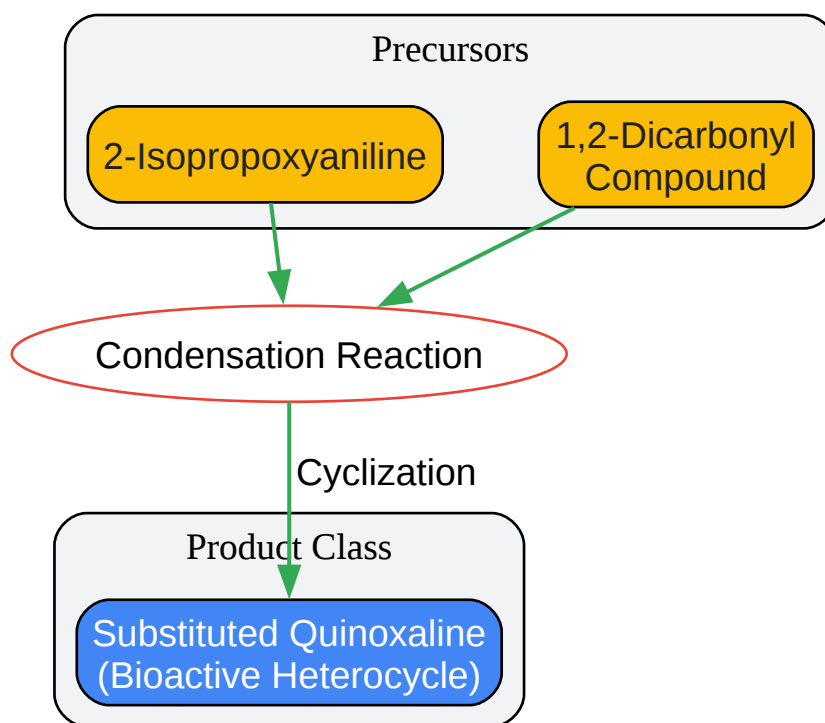 Precursors
2-Isopropoxyaniline
1,2-Dicarbonyl
Compound
Condensation Reaction
Cyclization
Product Class
Substituted Quinoxaline
(Bioactive Heterocycle)